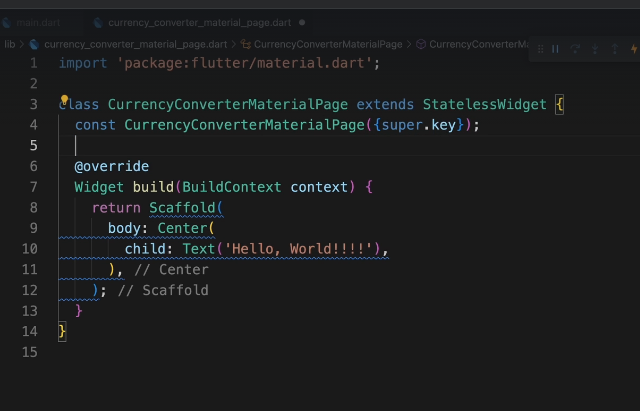 main.dart currency_converter_material_page.dart
lib > currency_converter_material_page.dart > CurrencyConverterMaterialPage >
1 import 'package:flutter/material.dart';
2
3 class CurrencyConverterMaterialPage extends StatelessWidget {
4 const CurrencyConverterMaterialPage({super.key});
5
6 @override
7 Widget build(BuildContext context) {
8 return Scaffold(
9 body: Center(
10 child: Text('Hello, World!!!!'),
11 ), // Center
12 ); // Scaffold
13 }
14 }
15